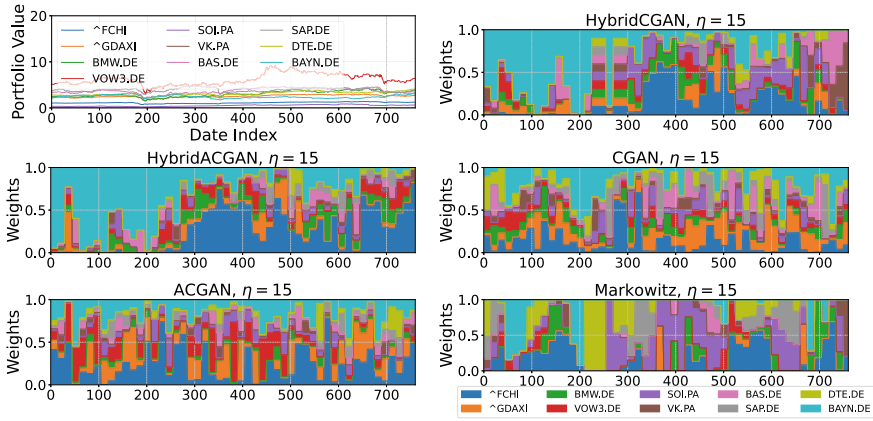 20
10
0
Portfolio Value
^FCHI
^GDAXI
BMW.DE
VOW3.DE
SOI.PA
VK.PA
BAS.DE
SAP.DE
DTE.DE
BAYN.DE
0 100 200 300 400 500 600 700
Date Index
HybridCGAN, η = 15
1.0
0.5
0.0
Weights
0 100 200 300 400 500 600 700
HybridACGAN, η = 15
1.0
0.5
0.0
Weights
0 100 200 300 400 500 600 700
CGAN, η = 15
1.0
0.5
0.0
Weights
0 100 200 300 400 500 600 700
ACGAN, η = 15
1.0
0.5
0.0
Weights
0 100 200 300 400 500 600 700
Markowitz, η = 15
1.0
0.5
0.0
Weights
0 100 200 300 400 500 600 700
^FCHI BMW.DE SOI.PA BAS.DE DTE.DE
^GDAXI VOW3.DE VK.PA SAP.DE BAYN.DE